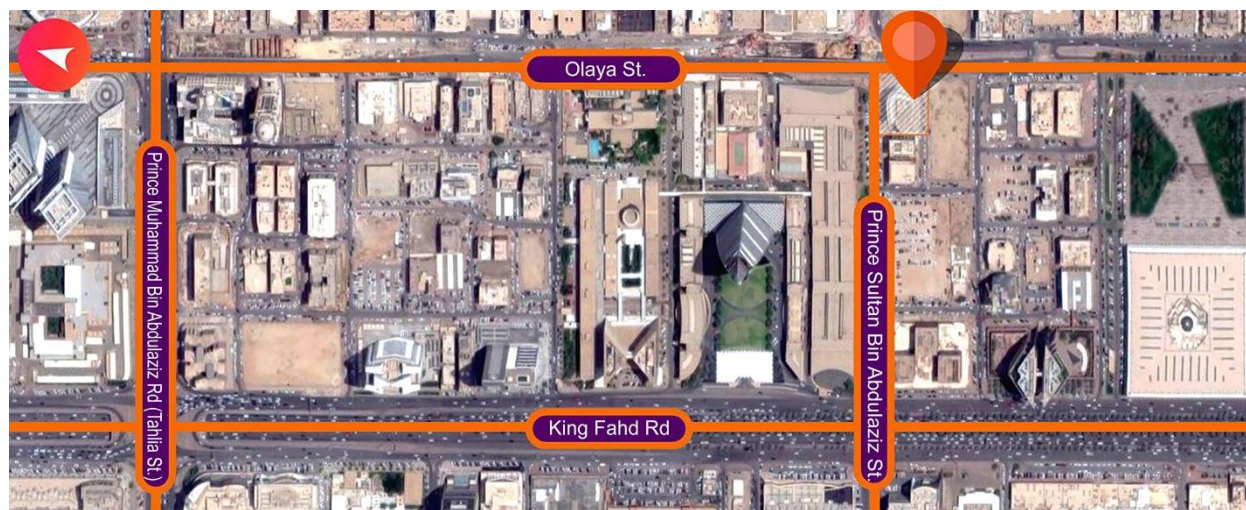 Olaya St.
Prince Muhammad Bin Abdulaziz Rd (Tahlia St.)
Prince Sultan Bin Abdulaziz St.
King Fahd Rd